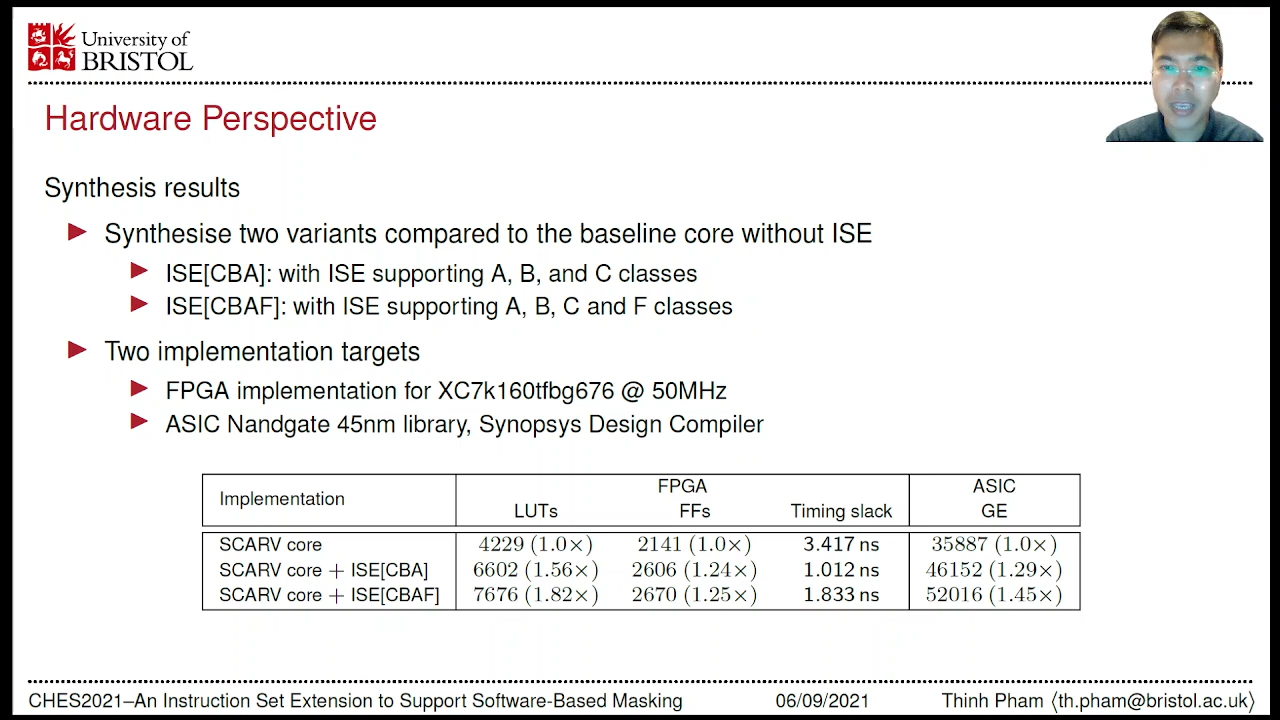 University of
BRISTOL
Hardware Perspective
Synthesis results
Synthesise two variants compared to the baseline core without ISE
ISE[CBA]: with ISE supporting A, B, and C classes
ISE[CBAF]: with ISE supporting A, B, C and F classes
Two implementation targets
FPGA implementation for XC7k160tfbg676 @ 50MHz
ASIC Nandgate 45nm library, Synopsys Design Compiler
Implementation FPGA ASIC
LUTs FFs Timing slack GE
SCARV core 4229 (1.0×) 2141 (1.0×) 3.417 ns 35887 (1.0×)
SCARV core + ISE[CBA] 6602 (1.56×) 2606 (1.24×) 1.012 ns 46152 (1.29×)
SCARV core + ISE[CBAF] 7676 (1.82×) 2670 (1.25×) 1.833 ns 52016 (1.45×)
CHES2021–An Instruction Set Extension to Support Software-Based Masking 06/09/2021 Thinh Pham ⟨th.pham@bristol.ac.uk⟩